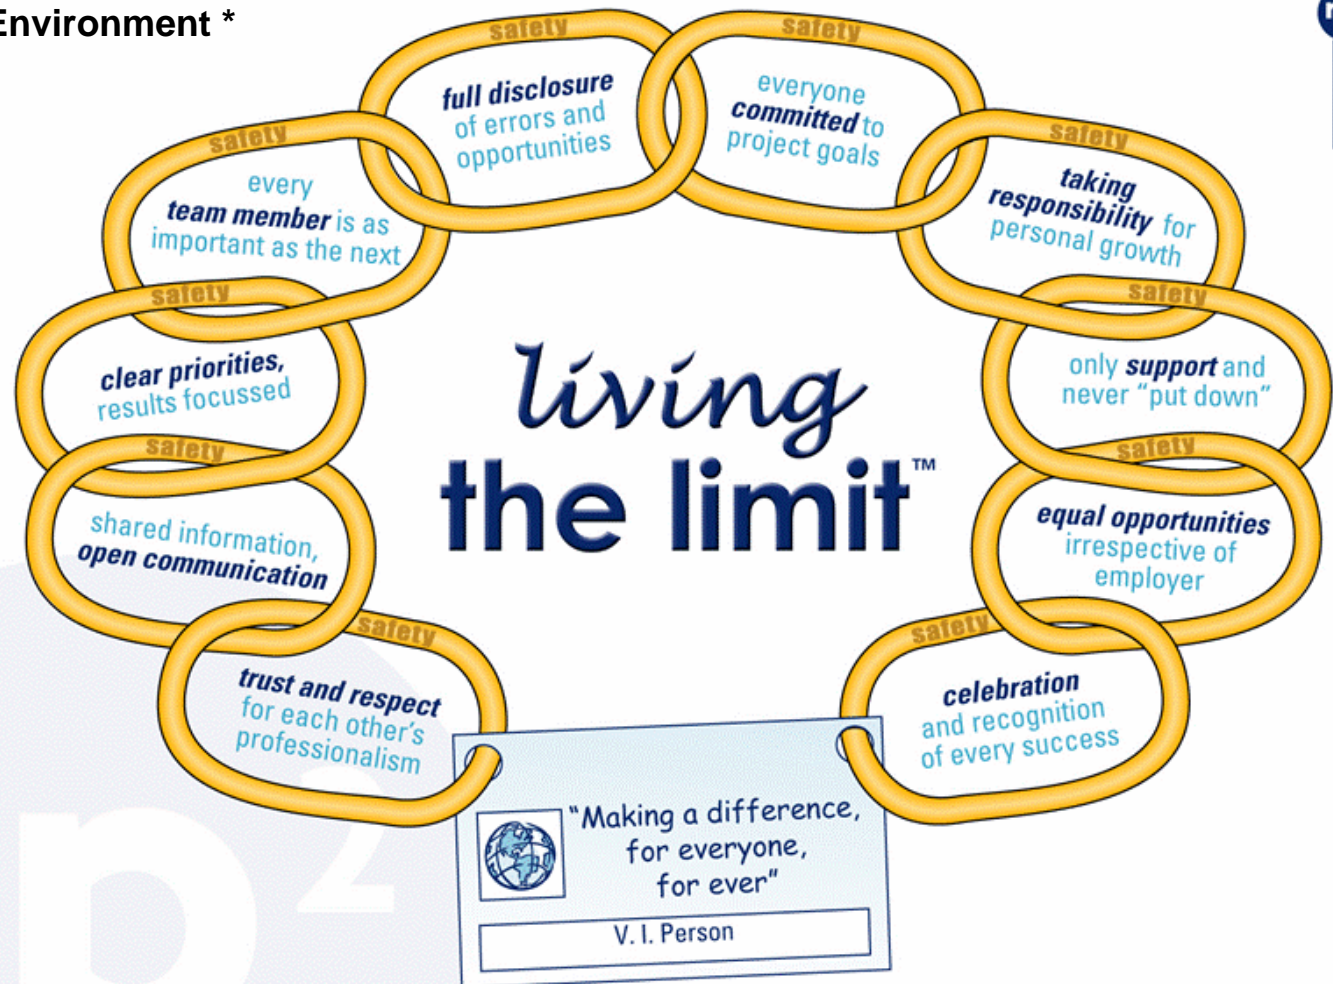 Environment *
safety
full disclosure
of errors and
opportunities
safety
everyone
committed to
project goals
safety
every
team member is as
important as the next
safety
taking
responsibility for
personal growth
safety
clear priorities,
results focussed
safety
only support and
never "put down"
safety
shared information,
open communication
safety
equal opportunities
irrespective of
employer
safety
trust and respect
for each other's
professionalism
safety
celebration
and recognition
of every success
living
the limit™
"Making a difference,
for everyone,
for ever"
V. I. Person
p2